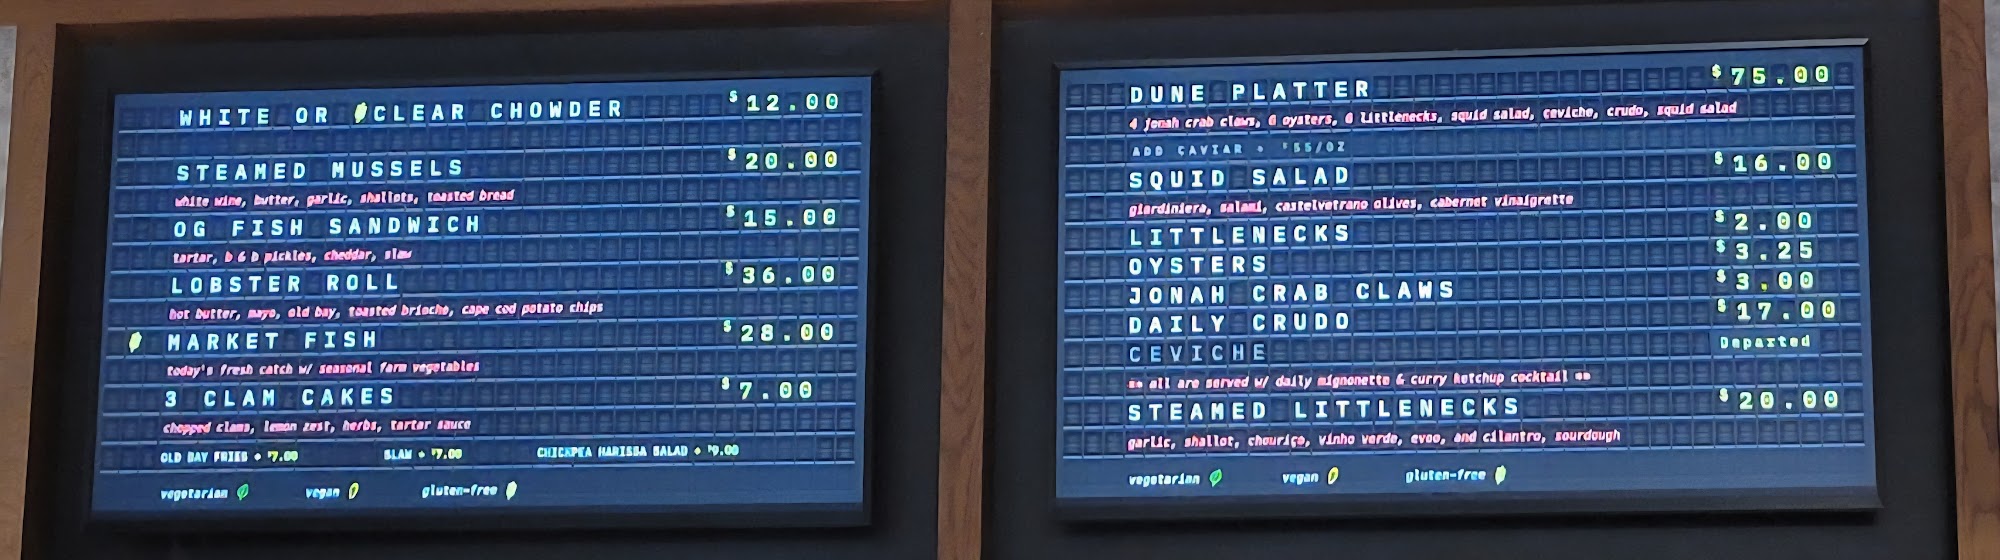 WHITE OR CLEAR CHOWDER $12.00
STEAMED MUSSELS $20.00
white wine, butter, garlic, shallots, toasted bread
OG FISH SANDWICH $15.00
tartar, b & b pickles, cheddar, slaw
LOBSTER ROLL $36.00
hot butter, mayo, old bay, toasted brioche, cape cod potato chips
MARKET FISH $28.00
today's fresh catch w/ seasonal farm vegetables
3 CLAM CAKES $7.00
chopped clams, lemon zest, herbs, tartar sauce
OLD BAY FRIES $7.00 SLAW $7.00 CHICKPEA HARISSA SALAD $9.00
vegetarian vegan gluten-free
DUNE PLATTER $75.00
4 jonah crab claws, 6 oysters, 6 littlenecks, squid salad, ceviche, crudo, squid salad
ADD CAVIAR + $55/OZ
SQUID SALAD $16.00
giardiniera, salami, castelvetrano olives, cabernet vinaigrette
LITTLENECKS $2.00
OYSTERS $3.25
JONAH CRAB CLAWS $3.00
DAILY CRUDO $17.00
CEVICHE Departed
** all are served w/ daily mignonette & curry ketchup cocktail **
STEAMED LITTLENECKS $20.00
garlic, shallot, chouriço, vinho verde, evoo, and cilantro, sourdough
vegetarian vegan gluten-free